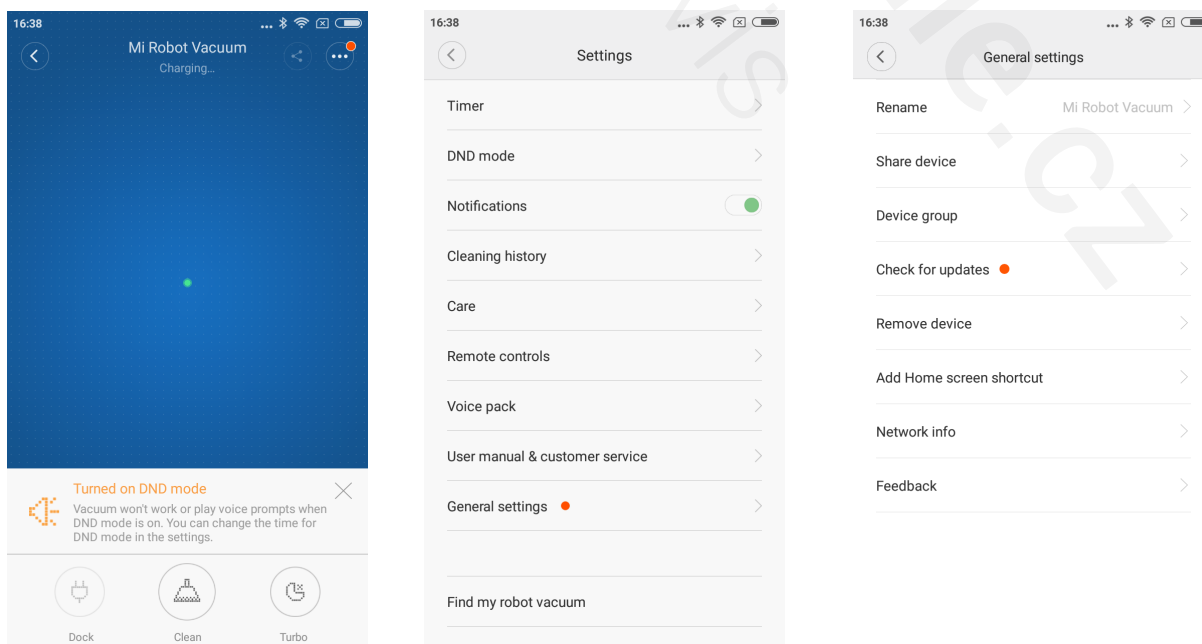 16:38
Mi Robot Vacuum
Charging...
Turned on DND mode
Vacuum won't work or play voice prompts when
DND mode is on. You can change the time for
DND mode in the settings.
Dock
Clean
Turbo
16:38
Settings
Timer
DND mode
Notifications
Cleaning history
Care
Remote controls
Voice pack
User manual & customer service
General settings
Find my robot vacuum
16:38
General settings
Rename Mi Robot Vacuum
Share device
Device group
Check for updates
Remove device
Add Home screen shortcut
Network info
Feedback